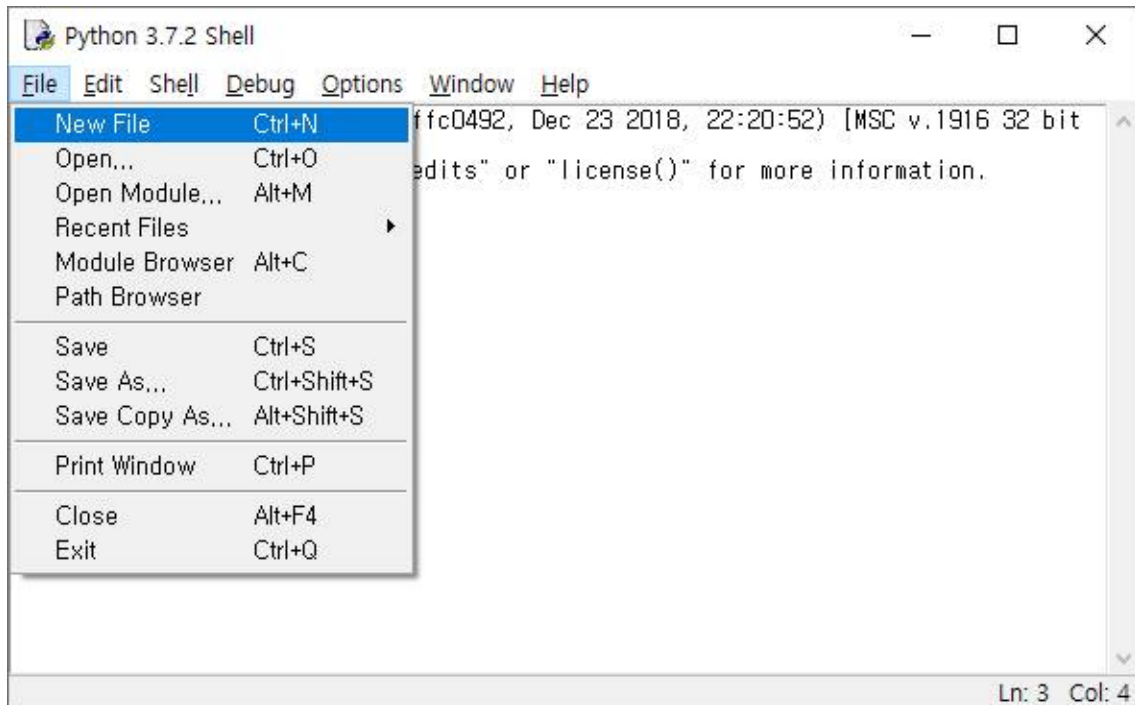 Python 3.7.2 Shell
File Edit Shell Debug Options Window Help
New File Ctrl+N
ffc0492, Dec 23 2018, 22:20:52) [MSC v.1916 32 bit
Open... Ctrl+O
edits" or "license()" for more information.
Open Module... Alt+M
Recent Files
Module Browser Alt+C
Path Browser
Save Ctrl+S
Save As... Ctrl+Shift+S
Save Copy As... Alt+Shift+S
Print Window Ctrl+P
Close Alt+F4
Exit Ctrl+Q
Ln: 3 Col: 4